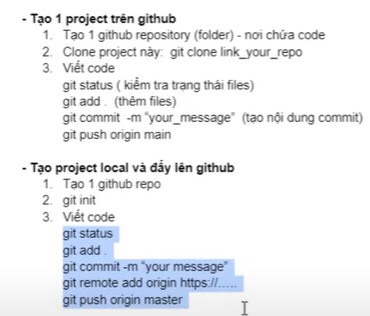 - Tạo 1 project trên github
1. Tạo 1 github repository (folder) - nơi chứa code
2. Clone project này: git clone link_your_repo
3. Viết code
git status ( kiểm tra trạng thái files)
git add . (thêm files)
git commit -m "your_message" (tạo nội dung commit)
git push origin main
- Tạo project local và đẩy lên github
1. Tạo 1 github repo
2. git init
3. Viết code
git status
git add .
git commit -m "your message"
git remote add origin https://.....
git push origin master